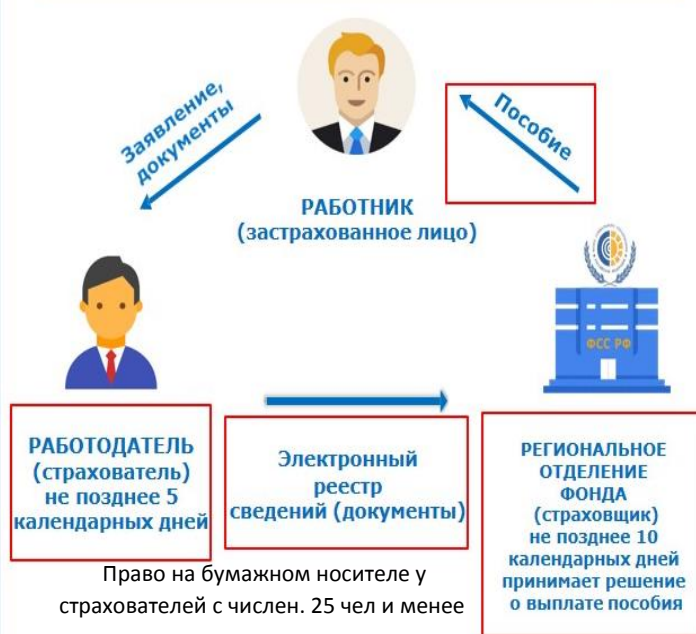 Заявление,
документы
Пособие
РАБОТНИК
(застрахованное лицо)
ФСС РФ
РАБОТОДАТЕЛЬ
(страхователь)
не позднее 5
календарных дней
Электронный
реестр
сведений (документы)
РЕГИОНАЛЬНОЕ
ОТДЕЛЕНИЕ
ФОНДА
(страховщик)
не позднее 10
календарных дней
принимает решение
о выплате пособия
Право на бумажном носителе у
страхователей с числен. 25 чел и менее